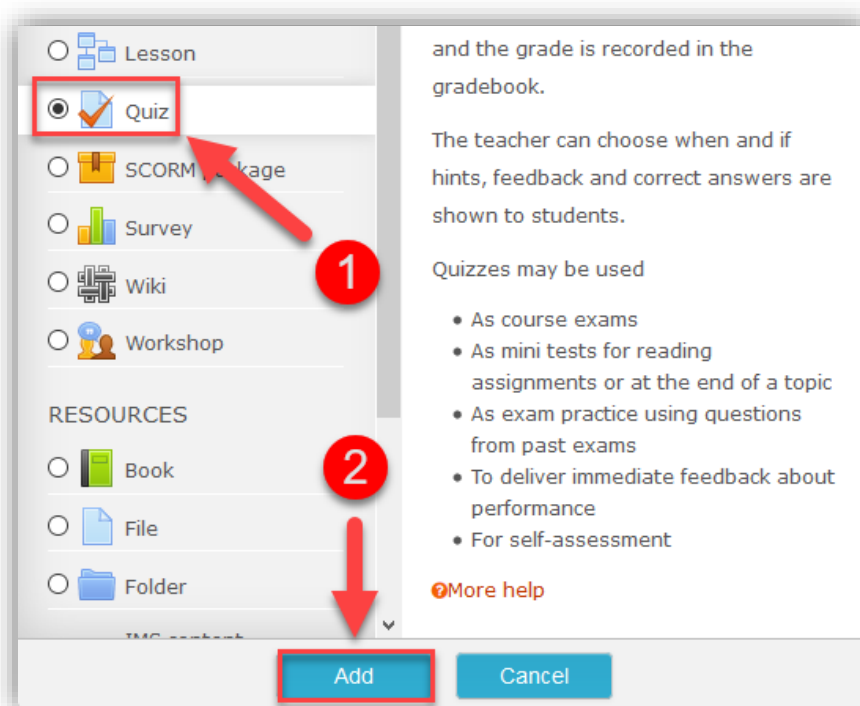 Lesson
Quiz
SCORM package
Survey
Wiki
Workshop
RESOURCES
Book
File
Folder
IMS content
1
2
and the grade is recorded in the
gradebook.
The teacher can choose when and if
hints, feedback and correct answers are
shown to students.
Quizzes may be used
• As course exams
• As mini tests for reading
assignments or at the end of a topic
• As exam practice using questions
from past exams
• To deliver immediate feedback about
performance
• For self-assessment
More help
Add
Cancel